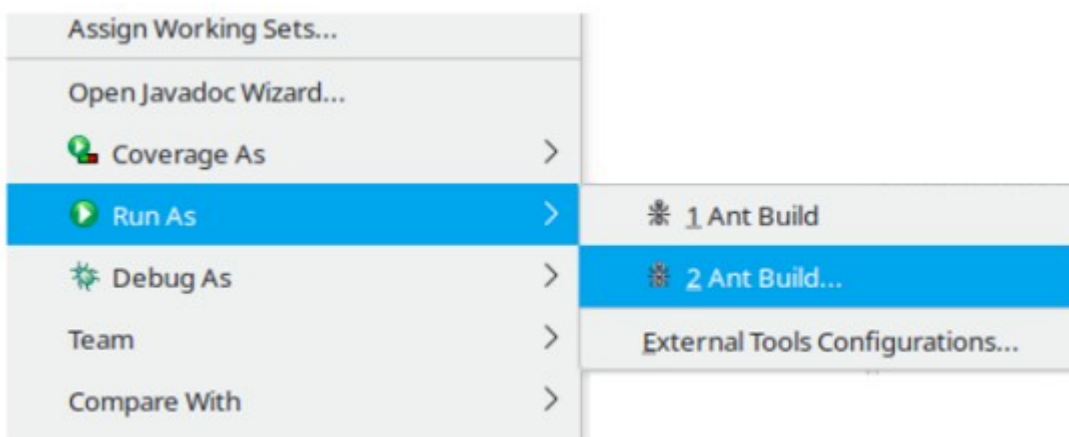 Assign Working Sets...
Open Javadoc Wizard...
Coverage As
Run As
1 Ant Build
Debug As
2 Ant Build...
Team
External Tools Configurations...
Compare With